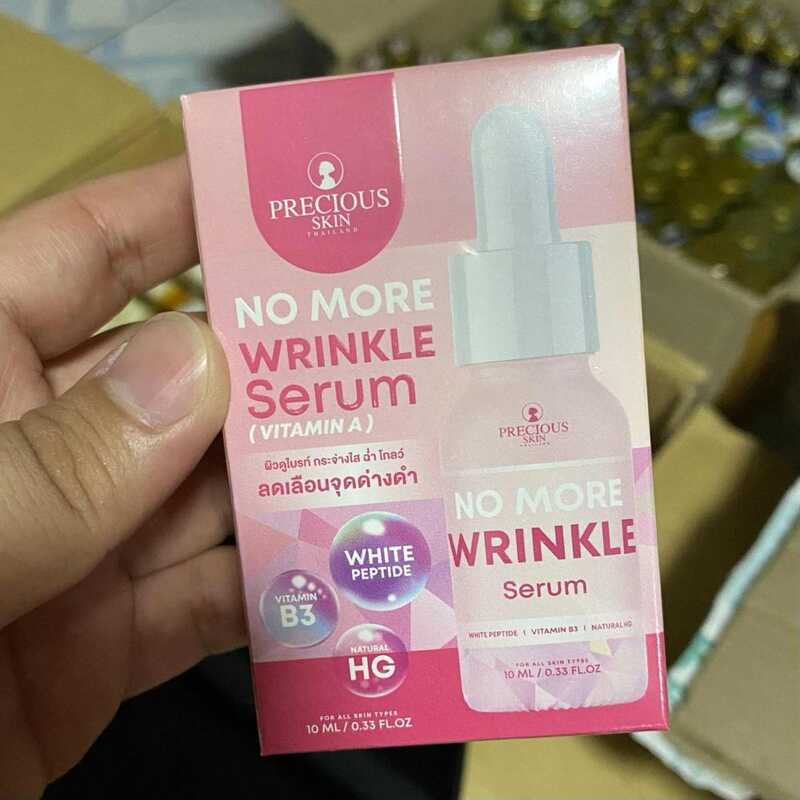 PRECIOUS
SKIN
THAILAND
NO MORE
WRINKLE
Serum
(VITAMIN A)
ผิวดูไบรท์ กระจ่างใส ฉ่ำ โกลว์
ลดเลือนจุดด่างดำ
WHITE
PEPTIDE
VITAMIN
B3
NATURAL
HG
FOR ALL SKIN TYPES
10 ML / 0.33 FL.OZ
PRECIOUS
SKIN
THAILAND
NO MORE
WRINKLE
Serum
WHITE PEPTIDE | VITAMIN B3 | NATURAL HG
FOR ALL SKIN TYPES
10 ML / 0.33 FL.OZ